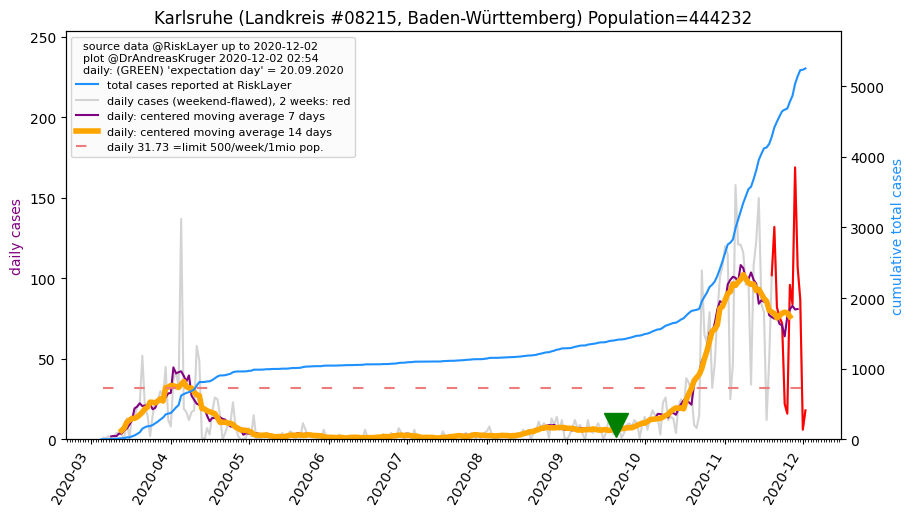 Karlsruhe (Landkreis #08215, Baden-Württemberg) Population=444232
source data @RiskLayer up to 2020-12-02
plot @DrAndreasKruger 2020-12-02 02:54
daily: (GREEN) 'expectation day' = 20.09.2020
total cases reported at RiskLayer
daily cases (weekend-flawed), 2 weeks: red
daily: centered moving average 7 days
daily: centered moving average 14 days
daily 31.73 =limit 500/week/1mio pop.
daily cases
250
200
150
100
50
0
cumulative total cases
5000
4000
3000
2000
1000
0
2020-03
2020-04
2020-05
2020-06
2020-07
2020-08
2020-09
2020-10
2020-11
2020-12